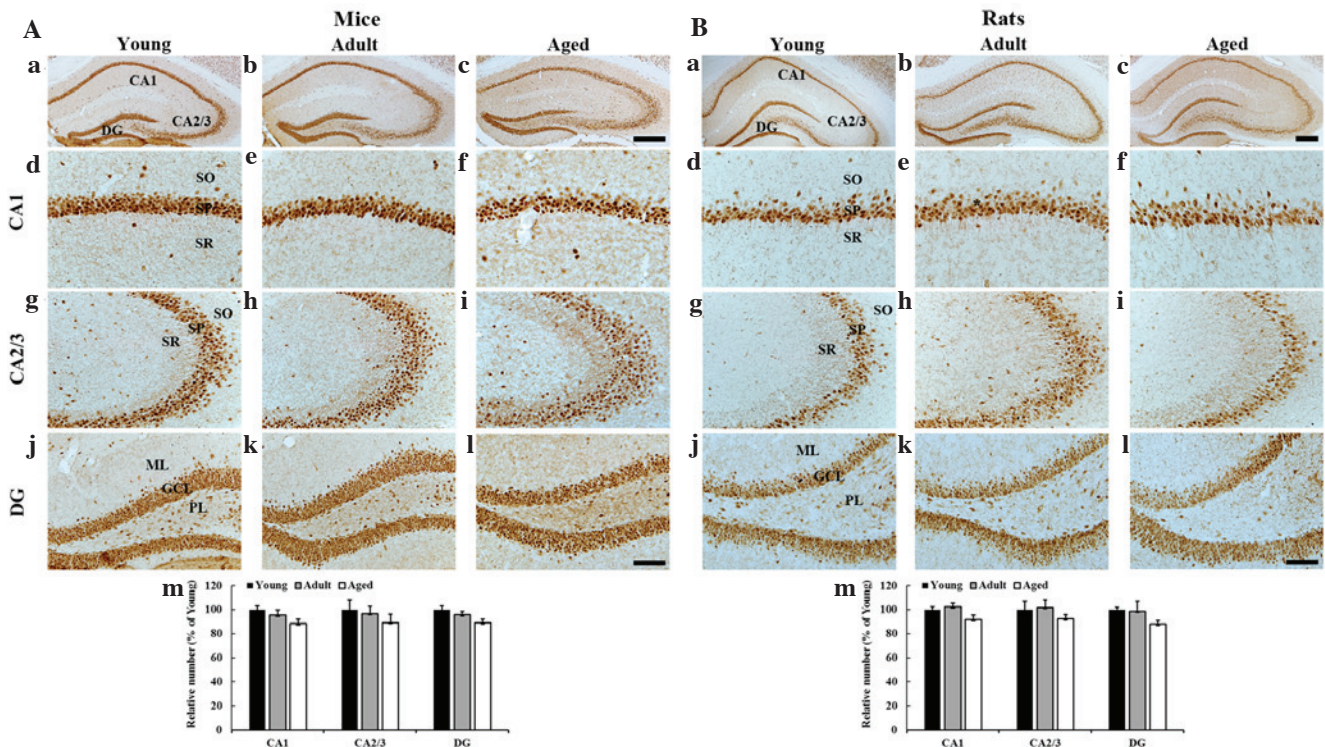 A
Mice
Young
Adult
Aged
a
b
c
CA1
CA2/3
DG
d
e
f
CA1
SO
SP
SR
g
h
i
CA2/3
SO
SP
SR
j
k
l
DG
ML
GCL
PL
m
Relative number (% of Young)
120
100
80
60
40
20
0
Young
Adult
Aged
CA1
CA2/3
DG
B
Rats
Young
Adult
Aged
a
b
c
CA1
CA2/3
DG
d
e
f
SO
SP
SR
*
g
h
i
SO
SP
SR
j
k
l
ML
GCL
PL
m
Relative number (% of Young)
120
100
80
60
40
20
0
Young
Adult
Aged
CA1
CA2/3
DG